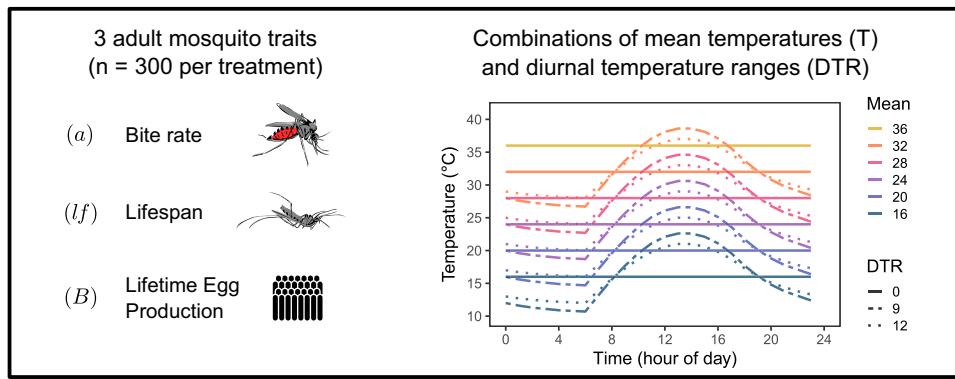 3 adult mosquito traits
(n = 300 per treatment)
(a) Bite rate
(lf) Lifespan
(B) Lifetime Egg
Production
Combinations of mean temperatures (T)
and diurnal temperature ranges (DTR)
Temperature (°C)
40
35
30
25
20
15
10
0 4 8 12 16 20 24
Time (hour of day)
Mean
36
32
28
24
20
16
DTR
0
9
12